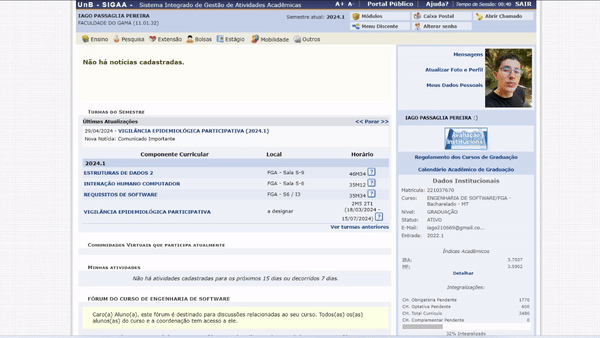 UnB - SIGAA - Sistema Integrado de Gestão de Atividades Acadêmicas A+ A- Portal Público Ajuda? Tempo de Sessão: 00:40 SAIR
IAGO PASSAGLIA PEREIRA Semestre atual: 2024.1 Módulos Caixa Postal Abrir Chamado
FACULDADE DO GAMA (11.01.32) Menu Discente Alterar senha
Ensino Pesquisa Extensão Bolsas Estágio Mobilidade Outros
Não há notícias cadastradas.
Mensagens
Atualizar Foto e Perfil
Meus Dados Pessoais
TURMAS DO SEMESTRE
Últimas Atualizações << Parar >>
29/04/2024 - VIGILÂNCIA EPIDEMIOLÓGICA PARTICIPATIVA (2024.1)
Nova Notícia: Comunicado Importante
Componente Curricular Local Horário
2024.1
ESTRUTURAS DE DADOS 2 FGA - Sala S-6 46M34 ?
INTERAÇÃO HUMANO COMPUTADOR FGA - Sala S-6 35M12 ?
REQUISITOS DE SOFTWARE FGA - S6 / I3 35M34 ?
VIGILÂNCIA EPIDEMIOLÓGICA PARTICIPATIVA a designar 2M5 2T1
(18/03/2024 -
15/07/2024) ?
Ver turmas anteriores
COMUNIDADES VIRTUAIS QUE PARTICIPA ATUALMENTE
MINHAS ATIVIDADES
Não há atividades cadastradas para os próximos 15 dias ou decorridos 7 dias.
FÓRUM DO CURSO DE ENGENHARIA DE SOFTWARE
Caro(a) Aluno(a), este fórum é destinado para discussões relacionadas ao seu curso. Todos(as) os(as)
alunos(as) do curso e a coordenação tem acesso a ele.
IAGO PASSAGLIA PEREIRA :)
Avaliação
Institucional
Regulamento dos Cursos de Graduação
Calendário Acadêmico de Graduação
Dados Institucionais
Matrícula: 221037670
Curso: ENGENHARIA DE SOFTWARE/FGA -
Bacharelado - MT
Nível: GRADUAÇÃO
Status: ATIVO
E-Mail: iago210669@gmail.co...
Entrada: 2022.1
Índices Acadêmicos
IRA:
MP:
Detalhar
Integralizações:
CH. Obrigatória Pendente 1770
CH. Optativa Pendente 600
CH. Total Currículo 3480
CH. Complementar Pendente 0
32% Integralizado